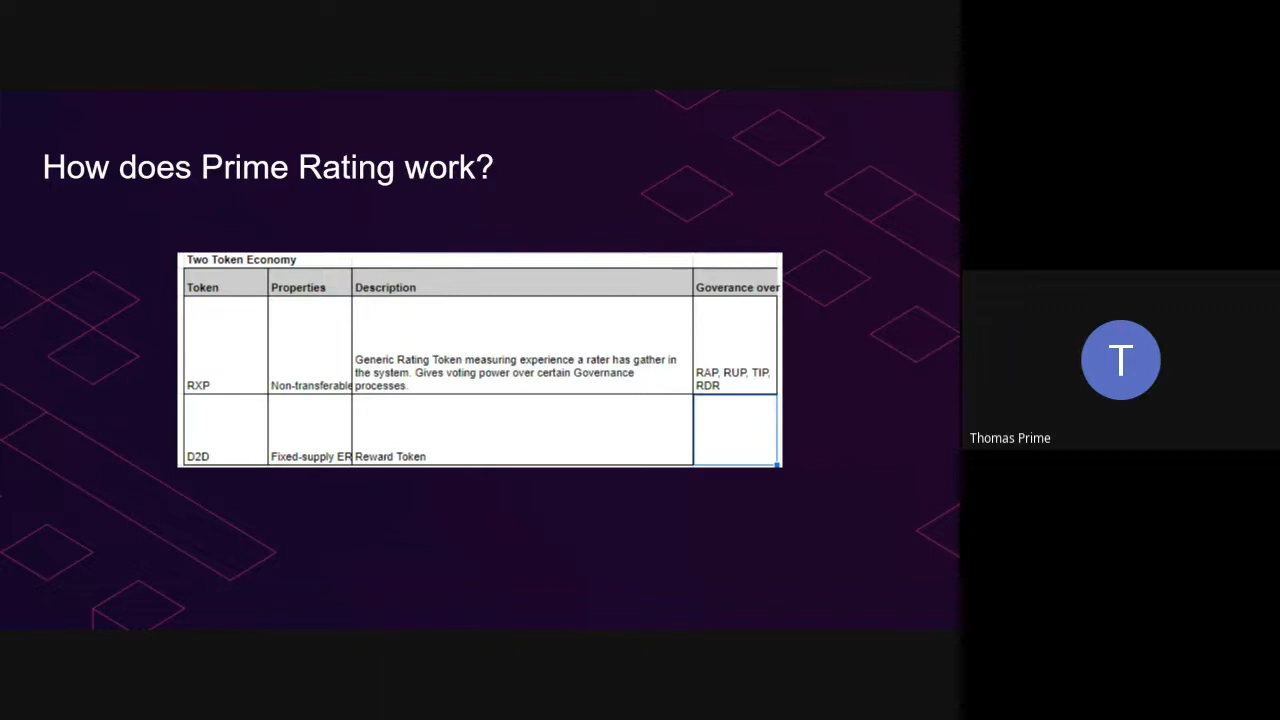 How does Prime Rating work?
Two Token Economy
Token Properties Description Goverance over
Generic Rating Token measuring experience a rater has gather in
the system. Gives voting power over certain Governance
RXP Non-transferable processes.
RAP, RUP, TIP,
RDR
D2D Fixed-supply ER Reward Token
T
Thomas Prime